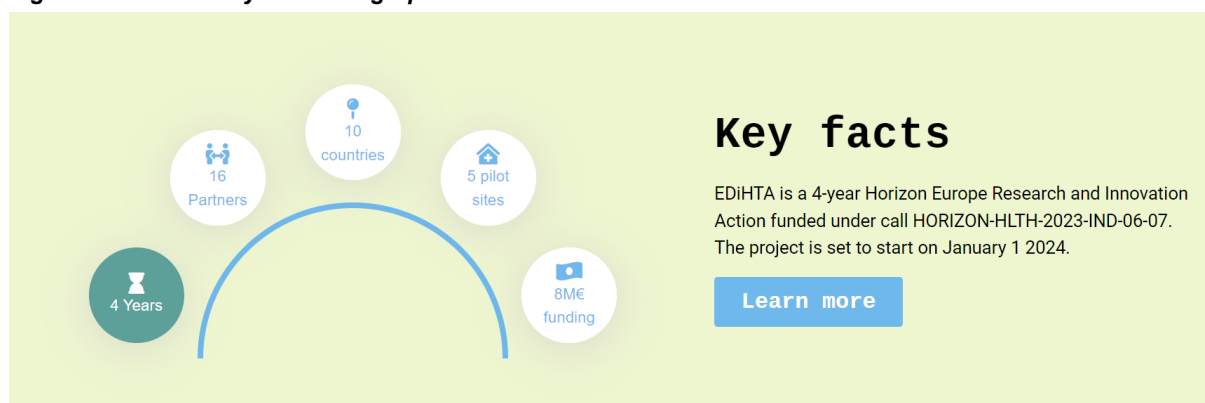 10
countries
16
Partners
5 pilot
sites
4 Years
8M€
funding
Key facts
EDiHTA is a 4-year Horizon Europe Research and Innovation
Action funded under call HORIZON-HLTH-2023-IND-06-07.
The project is set to start on January 1 2024.
Learn more